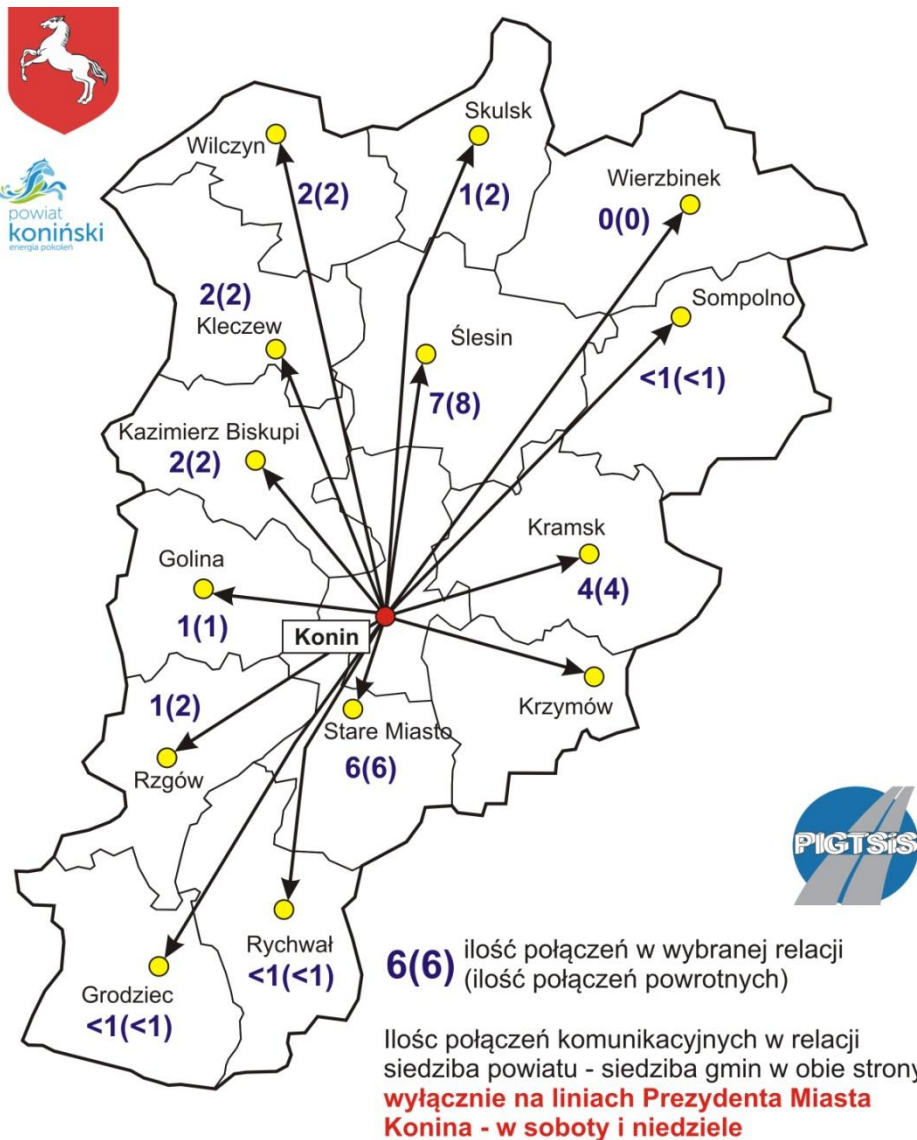 powiat
koniński
energia pokoleń
Wilczyn
2(2)
Skulsk
1(2)
Wierzbinek
0(0)
2(2)
Kleczew
Ślesin
7(8)
Sompolno
<1(<1)
Kazimierz Biskupi
2(2)
Golina
1(1)
Kramsk
4(4)
Konin
1(2)
Rzgów
Stare Miasto
6(6)
Krzymów
PIGTSiS
Rychwał
<1(<1)
Grodziec
<1(<1)
6(6) ilość połączeń w wybranej relacji
(ilość połączeń powrotnych)
Ilośc połączeń komunikacyjnych w relacji
siedziba powiatu - siedziba gmin w obie strony
wyłącznie na liniach Prezydenta Miasta
Konina - w soboty i niedziele